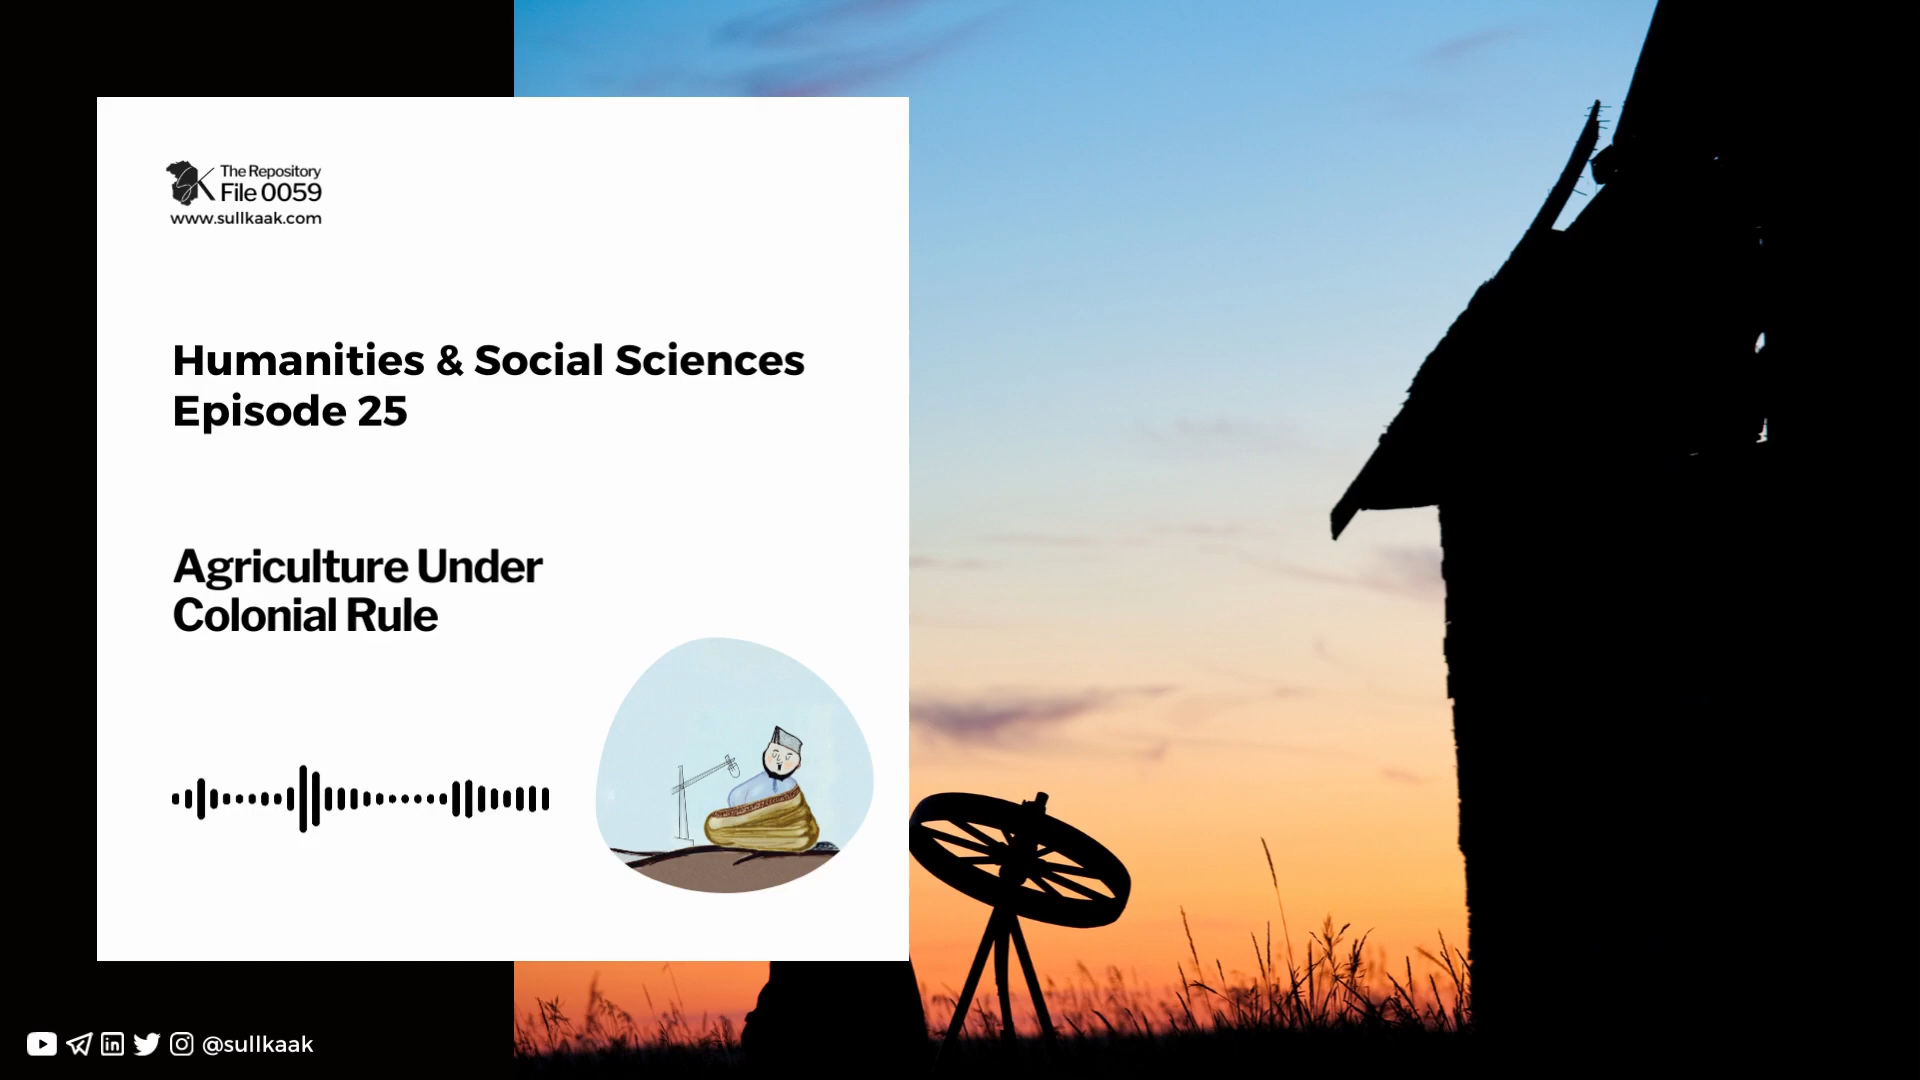 The Repository
File 0059
www.sullkaak.com
Humanities & Social Sciences
Episode 25
Agriculture Under
Colonial Rule
@sullkaak